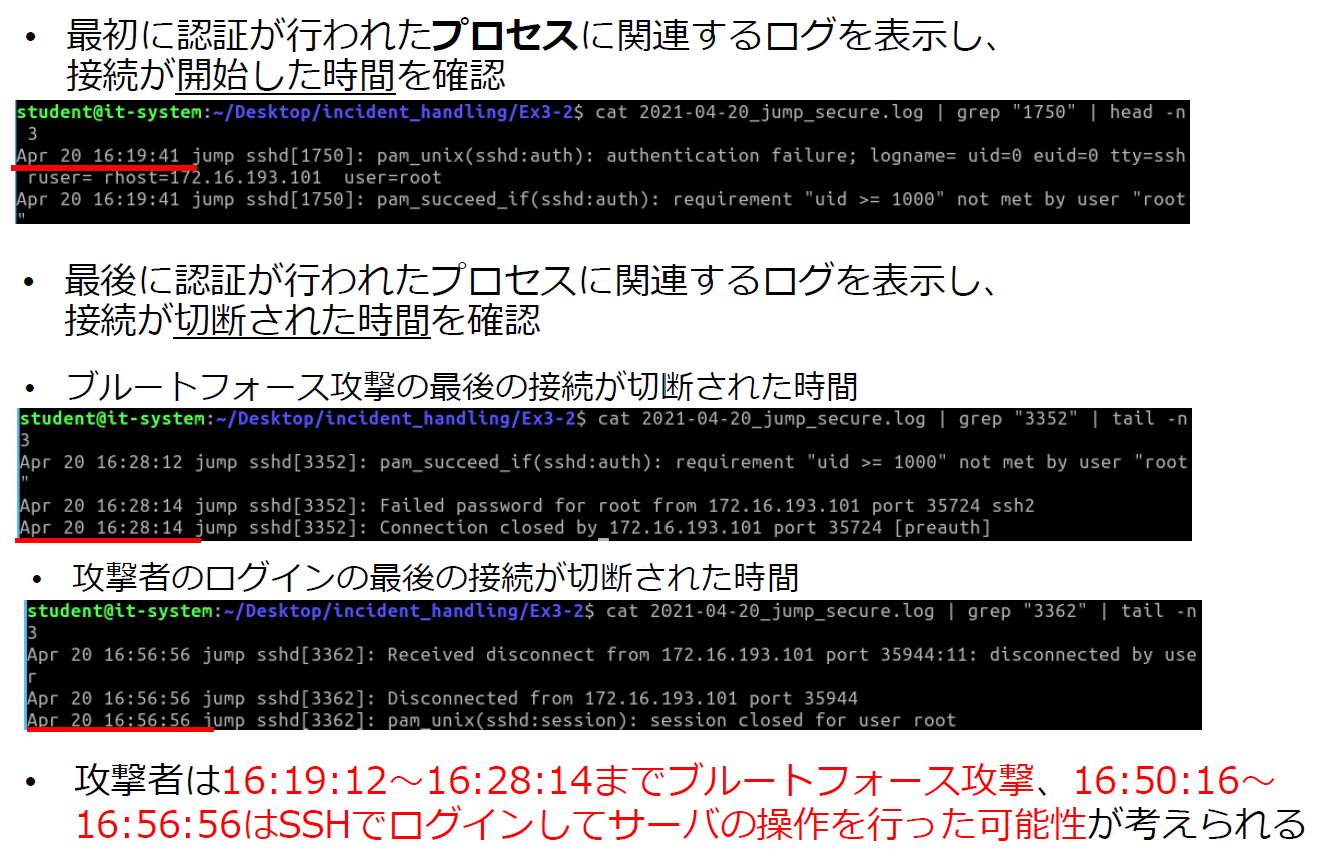 • 最初に認証が行われたプロセスに関連するログを表示し、
接続が開始した時間を確認
student@it-system:~/Desktop/incident_handling/Ex3-2$ cat 2021-04-20_jump_secure.log | grep "1750" | head -n
3
Apr 20 16:19:41 jump sshd[1750]: pam_unix(sshd:auth): authentication failure; logname= uid=0 euid=0 tty=ssh
ruser= rhost=172.16.193.101  user=root
Apr 20 16:19:41 jump sshd[1750]: pam_succeed_if(sshd:auth): requirement "uid >= 1000" not met by user "root
"
• 最後に認証が行われたプロセスに関連するログを表示し、
接続が切断された時間を確認
• ブルートフォース攻撃の最後の接続が切断された時間
student@it-system:~/Desktop/incident_handling/Ex3-2$ cat 2021-04-20_jump_secure.log | grep "3352" | tail -n
3
Apr 20 16:28:12 jump sshd[3352]: pam_succeed_if(sshd:auth): requirement "uid >= 1000" not met by user "root
"
Apr 20 16:28:14 jump sshd[3352]: Failed password for root from 172.16.193.101 port 35724 ssh2
Apr 20 16:28:14 jump sshd[3352]: Connection closed by 172.16.193.101 port 35724 [preauth]
• 攻撃者のログインの最後の接続が切断された時間
student@it-system:~/Desktop/incident_handling/Ex3-2$ cat 2021-04-20_jump_secure.log | grep "3362" | tail -n
3
Apr 20 16:56:56 jump sshd[3362]: Received disconnect from 172.16.193.101 port 35944:11: disconnected by use
r
Apr 20 16:56:56 jump sshd[3362]: Disconnected from 172.16.193.101 port 35944
Apr 20 16:56:56 jump sshd[3362]: pam_unix(sshd:session): session closed for user root
• 攻撃者は16:19:12～16:28:14までブルートフォース攻撃、16:50:16～
16:56:56はSSHでログインしてサーバの操作を行った可能性が考えられる